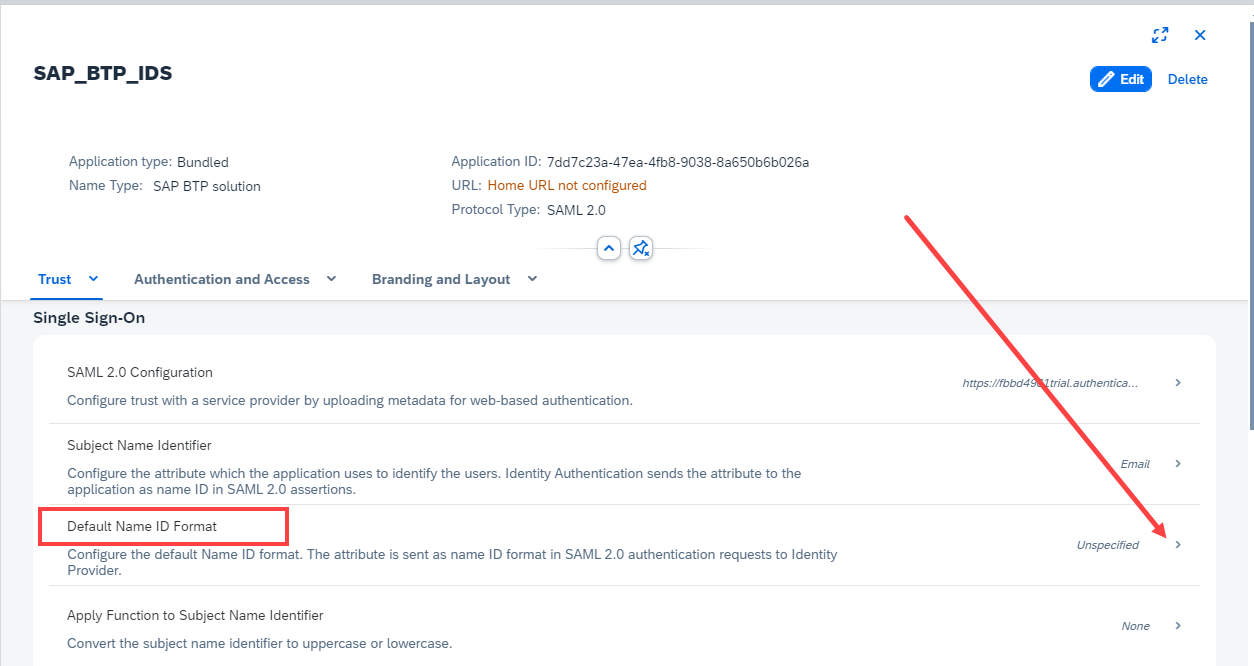 SAP_BTP_IDS
Edit
Delete
Application type: Bundled
Name Type: SAP BTP solution
Application ID: 7dd7c23a-47ea-4fb8-9038-8a650b6b026a
URL: Home URL not configured
Protocol Type: SAML 2.0
Trust
Authentication and Access
Branding and Layout
Single Sign-On
SAML 2.0 Configuration
Configure trust with a service provider by uploading metadata for web-based authentication.
Subject Name Identifier
Configure the attribute which the application uses to identify the users. Identity Authentication sends the attribute to the
application as name ID in SAML 2.0 assertions.
Email
Default Name ID Format
Configure the default Name ID format. The attribute is sent as name ID format in SAML 2.0 authentication requests to Identity
Provider.
Unspecified
Apply Function to Subject Name Identifier
Convert the subject name identifier to uppercase or lowercase.
None